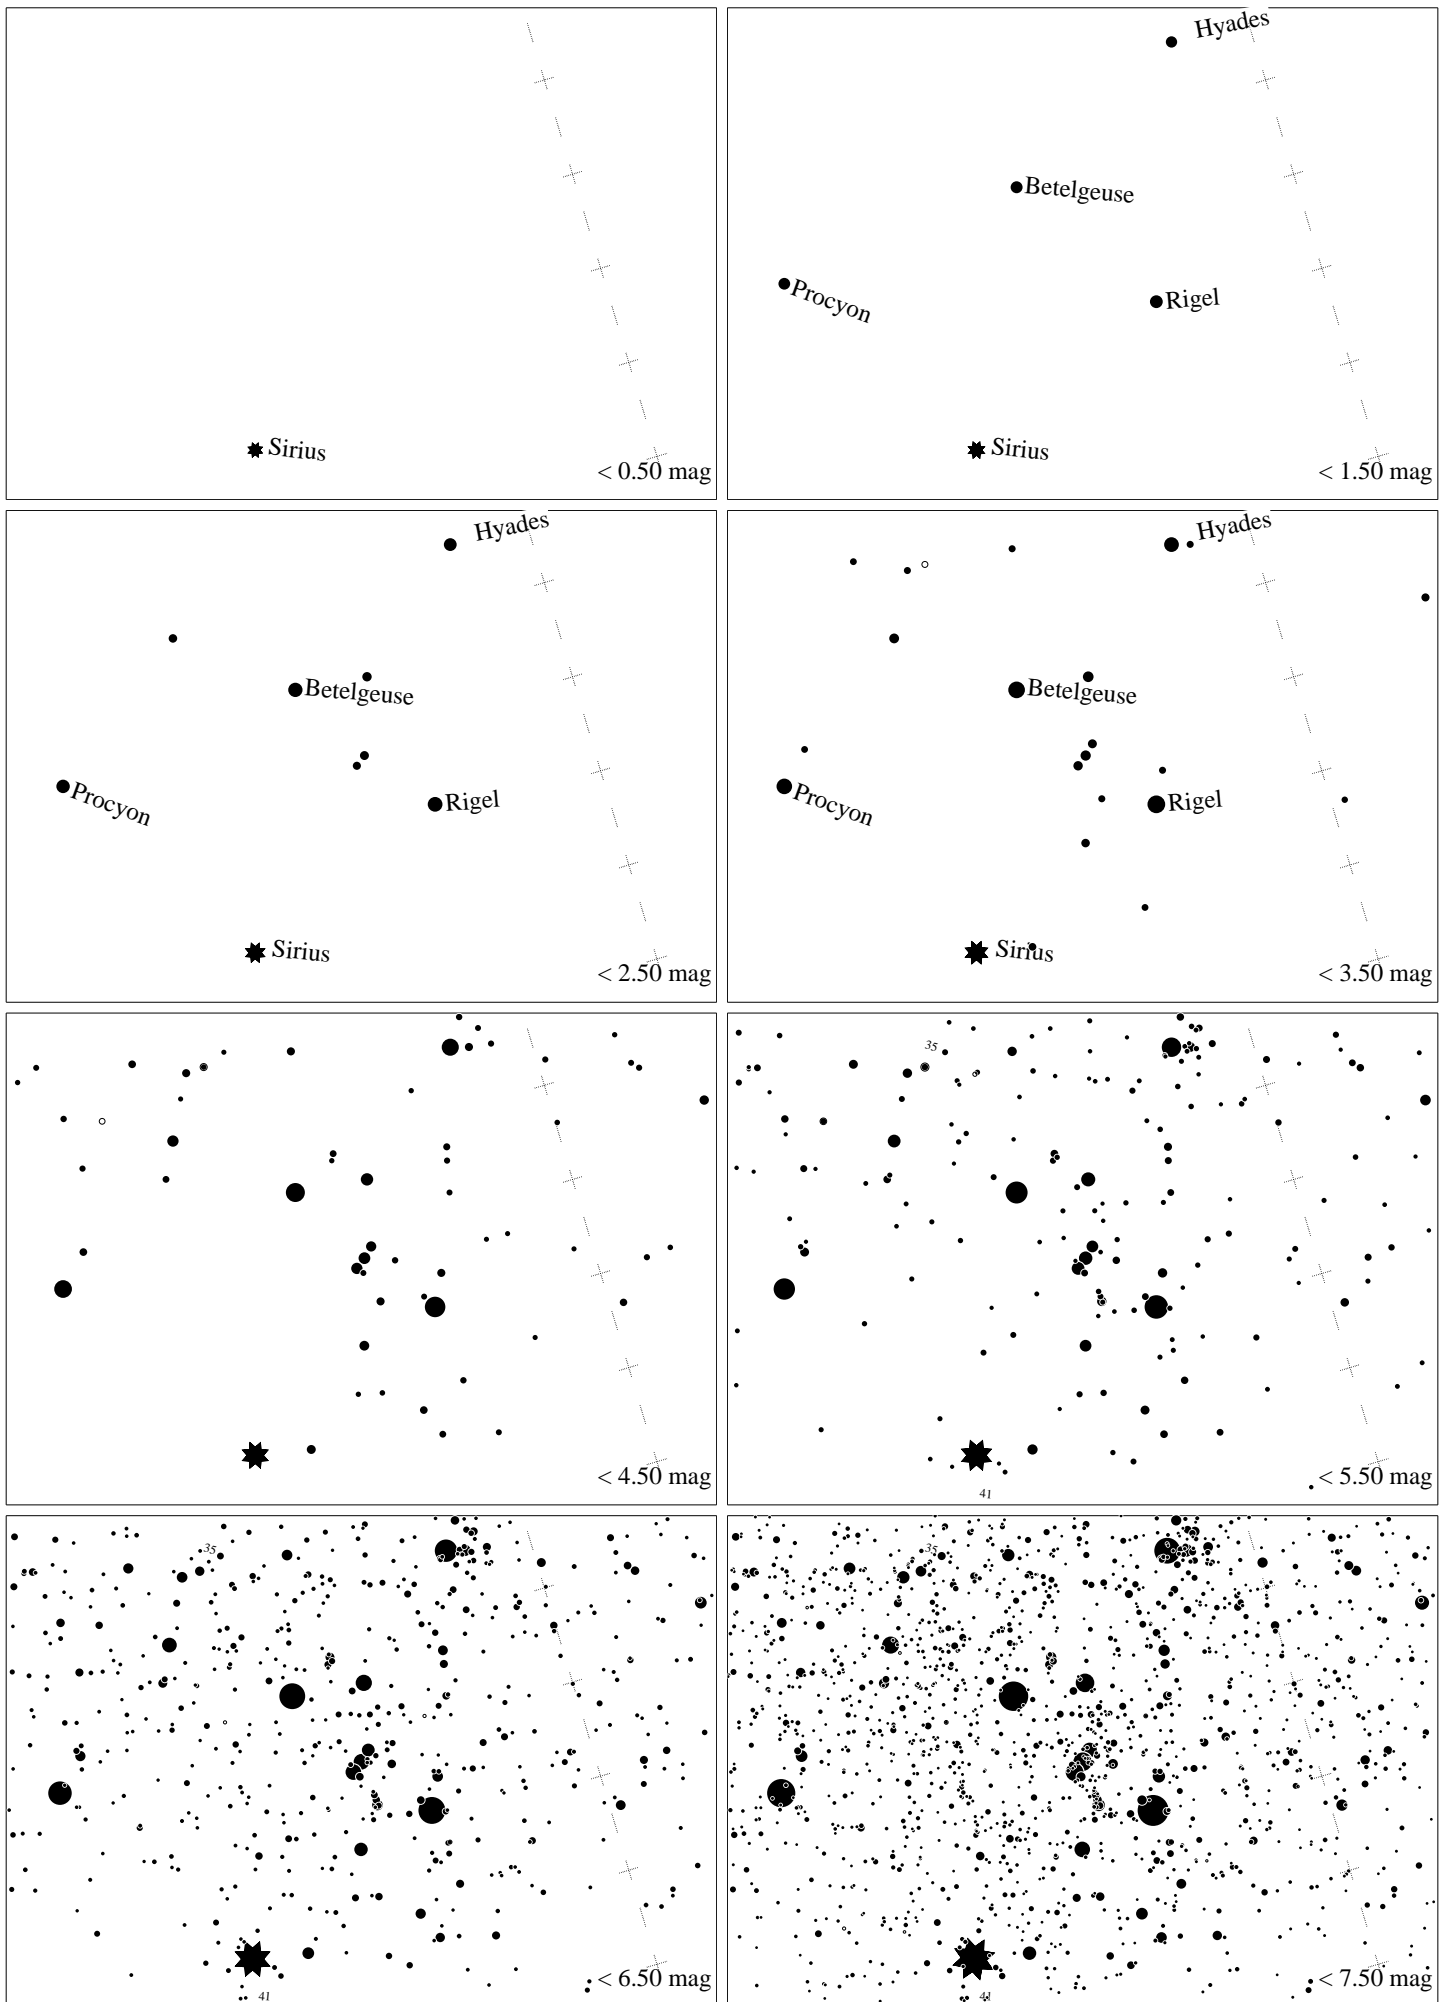 Sirius
< 0.50 mag
Hyades
Betelgeuse
Procyon
Rigel
Sirius
< 1.50 mag
Hyades
Betelgeuse
Procyon
Rigel
Sirius
< 2.50 mag
Hyades
Betelgeuse
Procyon
Rigel
Sirius
< 3.50 mag
< 4.50 mag
35
41
< 5.50 mag
35
41
< 6.50 mag
35
41
< 7.50 mag